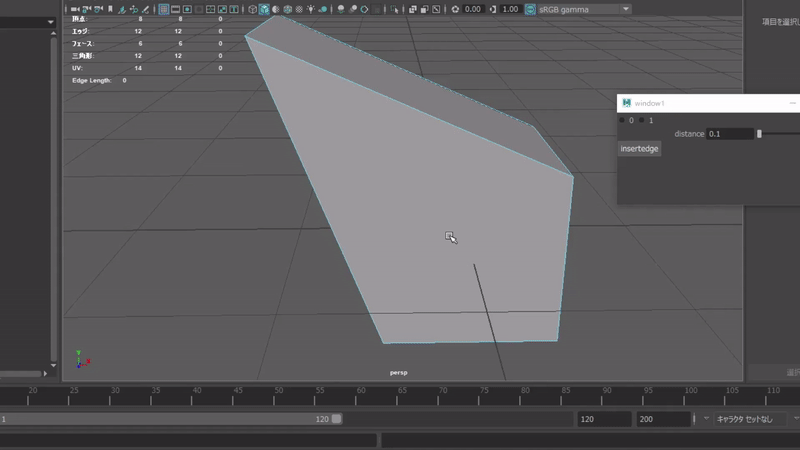 0.00 1.00 sRGB gamma
頂点: 8 8 0
エッジ: 12 12 0
フェース: 6 6 0
三角形: 12 12 0
UV: 14 14 0
Edge Length: 0
項目を選択し
window1
0 1
distance 0.1
insertedge
persp
選択
20 25 30 35 40 45 50 55 60 65 70 75 80 85 90 95 100 105 110
1 120 120 200 キャラクタ セットなし